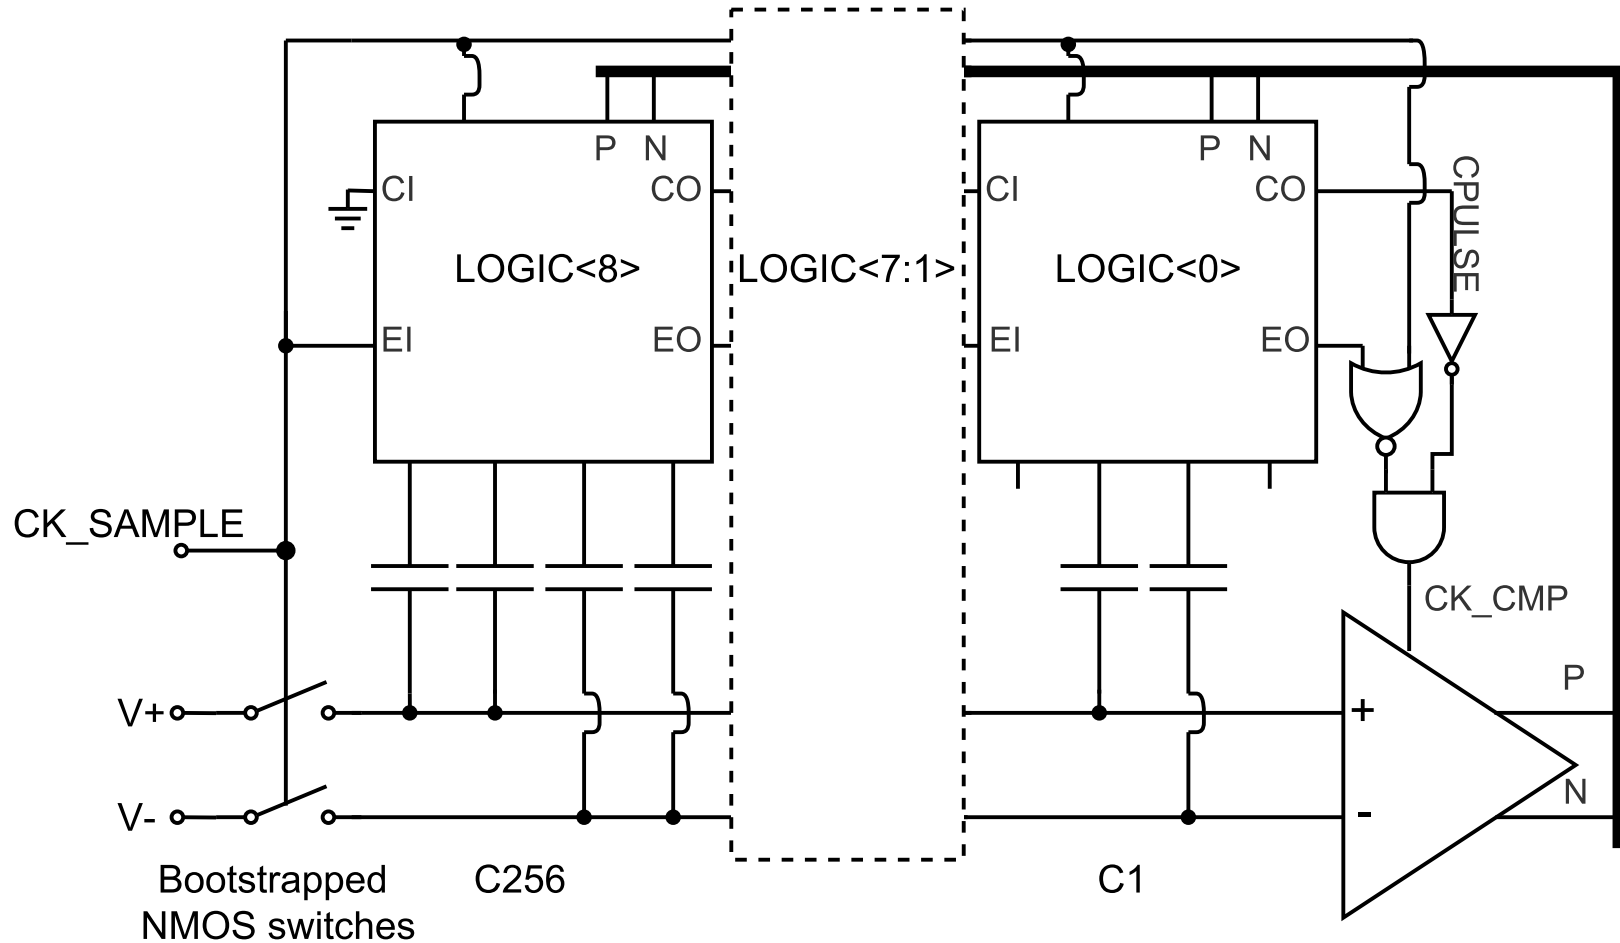 P N
CI CO
LOGIC<8>
EI EO
LOGIC<7:1>
P N
CI CO
LOGIC<0>
EI EO
CPULSE
CK_SAMPLE
CK_CMP
V+
V-
+
-
P
N
Bootstrapped
NMOS switches
C256
C1